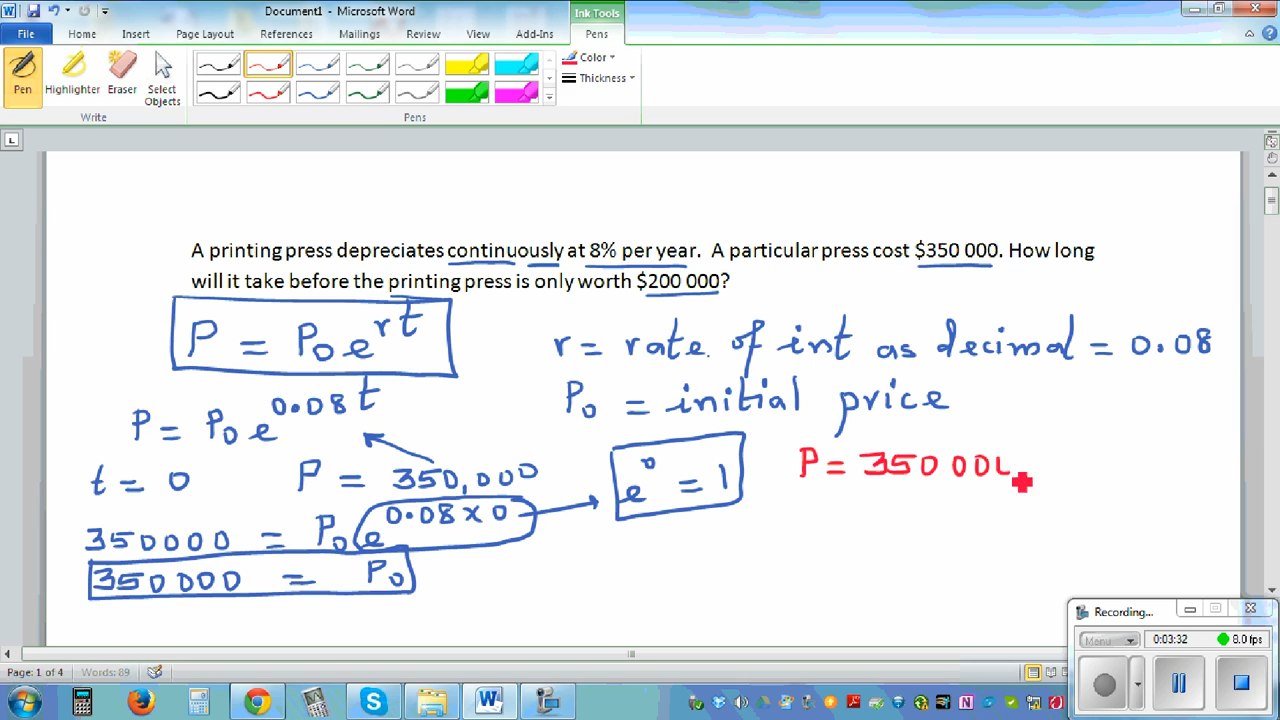 Document1 - Microsoft Word
Ink Tools
File Home Insert Page Layout References Mailings Review View Add-Ins Pens
Color
Thickness
Pen Highlighter Eraser Select Objects
Write Pens
L
A printing press depreciates continuously at 8% per year. A particular press cost $350 000. How long
will it take before the printing press is only worth $200 000?
P = P₀e^rt
r = rate of int as decimal = 0.08
P₀ = initial price
P = P₀e^0.08t
t = 0 P = 350,000
e⁰ = 1
P = 35000
350000 = P₀e^0.08×0
350000 = P₀
Recording...
Menu
0:03:32 8.0 fps
Page: 1 of 4 Words: 89